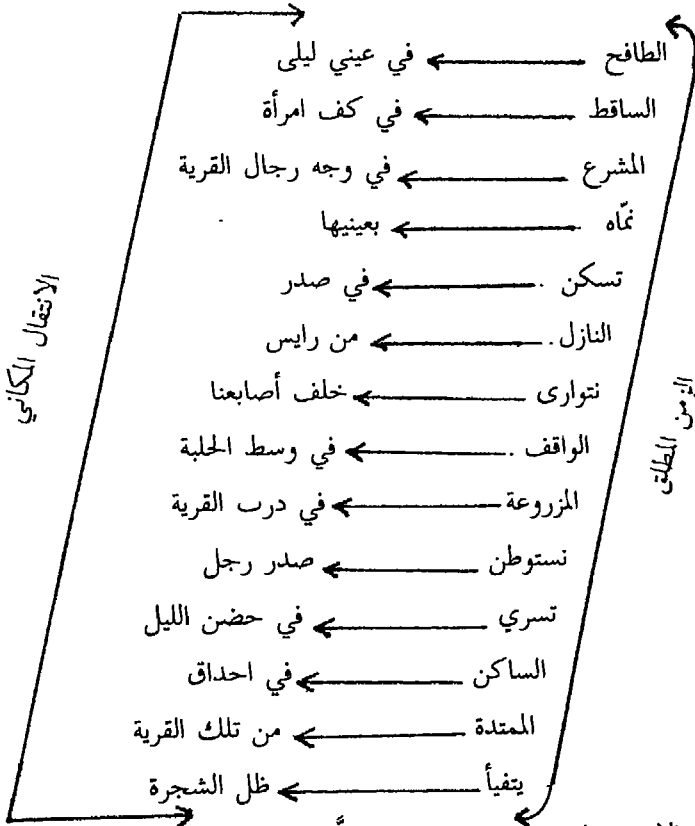 الطافح في عيني ليلى
الساقط في كف امرأة
المشرع في وجه رجال القرية
نمّاه بعينيها
تسكن في صدر
النازل من رايس
نتوارى خلف أصابعنا
الواقف في وسط الحلبة
المزروعة في درب القرية
نستوطن صدر رجل
تسري في حضن الليل
الساكن في احداق
الممتدة من تلك القرية
يتفيأ ظل الشجرة
الزمن المطلق
الانتقال المكاني